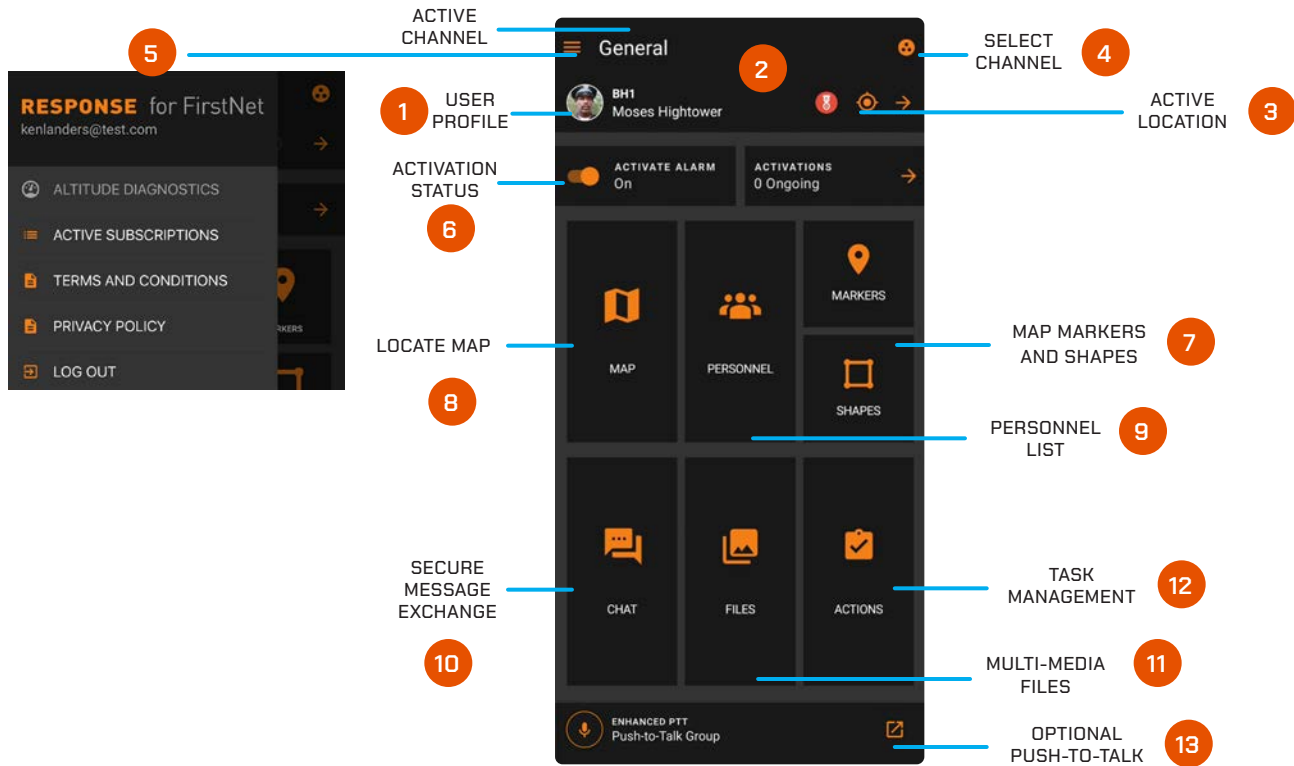 ACTIVE
CHANNEL
5
General
2
SELECT
CHANNEL
4
RESPONSE for FirstNet
kenlanders@test.com
1
USER
PROFILE
BH1
Moses Hightower
8
ACTIVE
LOCATION
3
ACTIVATION
STATUS
6
ACTIVATE ALARM
On
ACTIVATIONS
0 Ongoing
ALTITUDE DIAGNOSTICS
ACTIVE SUBSCRIPTIONS
TERMS AND CONDITIONS
PRIVACY POLICY
LOG OUT
RKERS
MARKERS
LOCATE MAP
8
MAP
PERSONNEL
SHAPES
MAP MARKERS
AND SHAPES
7
PERSONNEL
LIST
9
SECURE
MESSAGE
EXCHANGE
10
CHAT
FILES
ACTIONS
TASK
MANAGEMENT
12
MULTI-MEDIA
FILES
11
ENHANCED PTT
Push-to-Talk Group
OPTIONAL
PUSH-TO-TALK
13